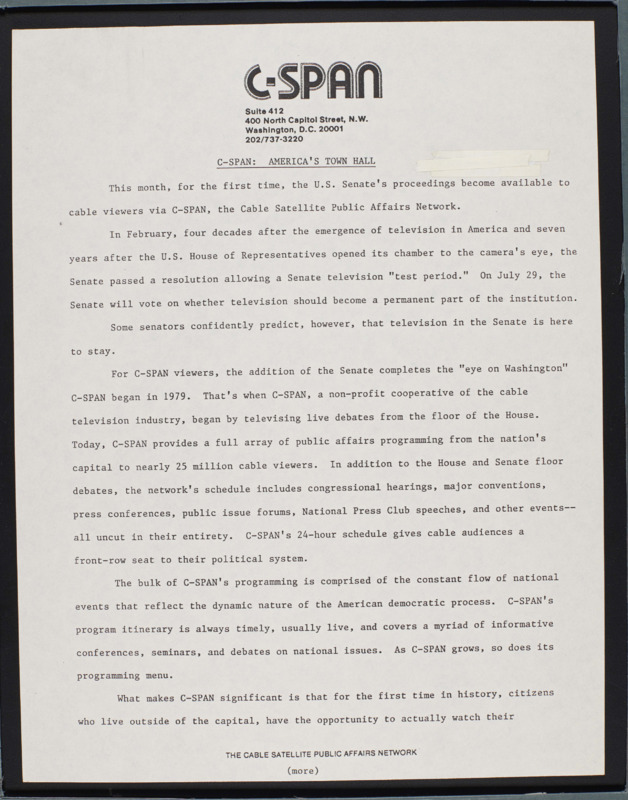 C-SPAN
Suite 412
400 North Capitol Street, N.W.
Washington, D.C. 20001
202/737-3220
C-SPAN: AMERICA'S TOWN HALL
This month, for the first time, the U.S. Senate's proceedings become available to
cable viewers via C-SPAN, the Cable Satellite Public Affairs Network.
In February, four decades after the emergence of television in America and seven
years after the U.S. House of Representatives opened its chamber to the camera's eye, the
Senate passed a resolution allowing a Senate television "test period." On July 29, the
Senate will vote on whether television should become a permanent part of the institution.
Some senators confidently predict, however, that television in the Senate is here
to stay.
For C-SPAN viewers, the addition of the Senate completes the "eye on Washington"
C-SPAN began in 1979. That's when C-SPAN, a non-profit cooperative of the cable
television industry, began by televising live debates from the floor of the House.
Today, C-SPAN provides a full array of public affairs programming from the nation's
capital to nearly 25 million cable viewers. In addition to the House and Senate floor
debates, the network's schedule includes congressional hearings, major conventions,
press conferences, public issue forums, National Press Club speeches, and other events--
all uncut in their entirety. C-SPAN's 24-hour schedule gives cable audiences a
front-row seat to their political system.
The bulk of C-SPAN's programming is comprised of the constant flow of national
events that reflect the dynamic nature of the American democratic process. C-SPAN's
program itinerary is always timely, usually live, and covers a myriad of informative
conferences, seminars, and debates on national issues. As C-SPAN grows, so does its
programming menu.
What makes C-SPAN significant is that for the first time in history, citizens
who live outside of the capital, have the opportunity to actually watch their
THE CABLE SATELLITE PUBLIC AFFAIRS NETWORK
(more)